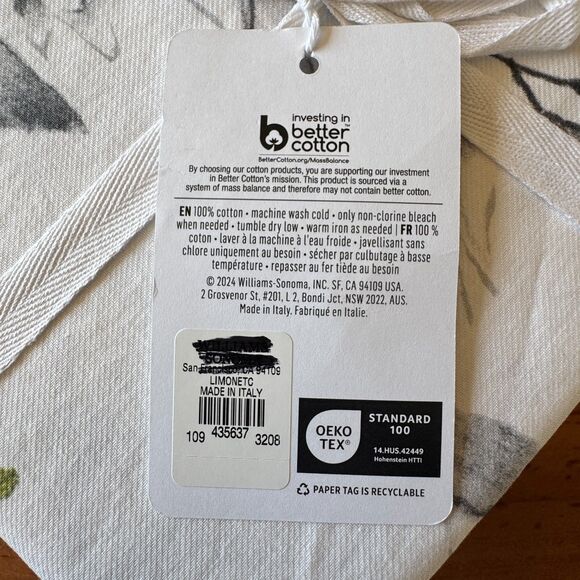 investing in
better™
cotton
BetterCotton.org/MassBalance
By choosing our cotton products, you are supporting our investment
in Better Cotton's mission. This product is sourced via a
system of mass balance and therefore may not contain better cotton.
EN 100% cotton • machine wash cold • only non-clorine bleach
when needed • tumble dry low • warm iron as needed | FR 100 %
coton • laver à la machine à l'eau froide • javellisant sans
chlore uniquement au besoin • sécher par culbutage à basse
température • repasser au fer tiède au besoin
© 2024 Williams-Sonoma, INC. SF, CA 94109 USA.
2 Grosvenor St, #201, L 2, Bondi Jct, NSW 2022, AUS.
Made in Italy. Fabriqué en Italie.
WILLIAMS
SONOMA
San Francisco, CA 94109
LIMONETC
MADE IN ITALY
109 435637 3208
OEKO
TEX®
STANDARD
100
14.HUS.42449
Hohenstein HTTI
PAPER TAG IS RECYCLABLE